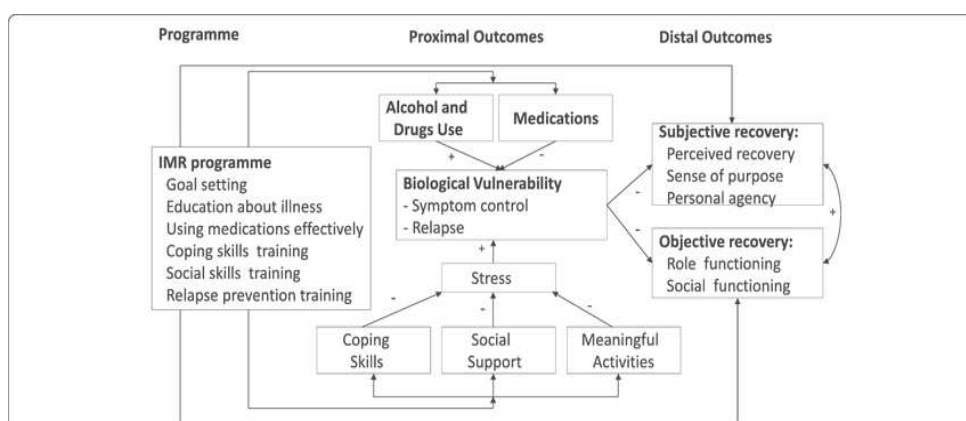 Programme
Proximal Outcomes
Distal Outcomes
Alcohol and
Drugs Use
Medications
+
-
IMR programme
Goal setting
Education about illness
Using medications effectively
Coping skills training
Social skills training
Relapse prevention training
Biological Vulnerability
- Symptom control
- Relapse
+
Stress
-
-
-
Coping
Skills
Social
Support
Meaningful
Activities
-
-
Subjective recovery:
Perceived recovery
Sense of purpose
Personal agency
+
Objective recovery:
Role functioning
Social functioning